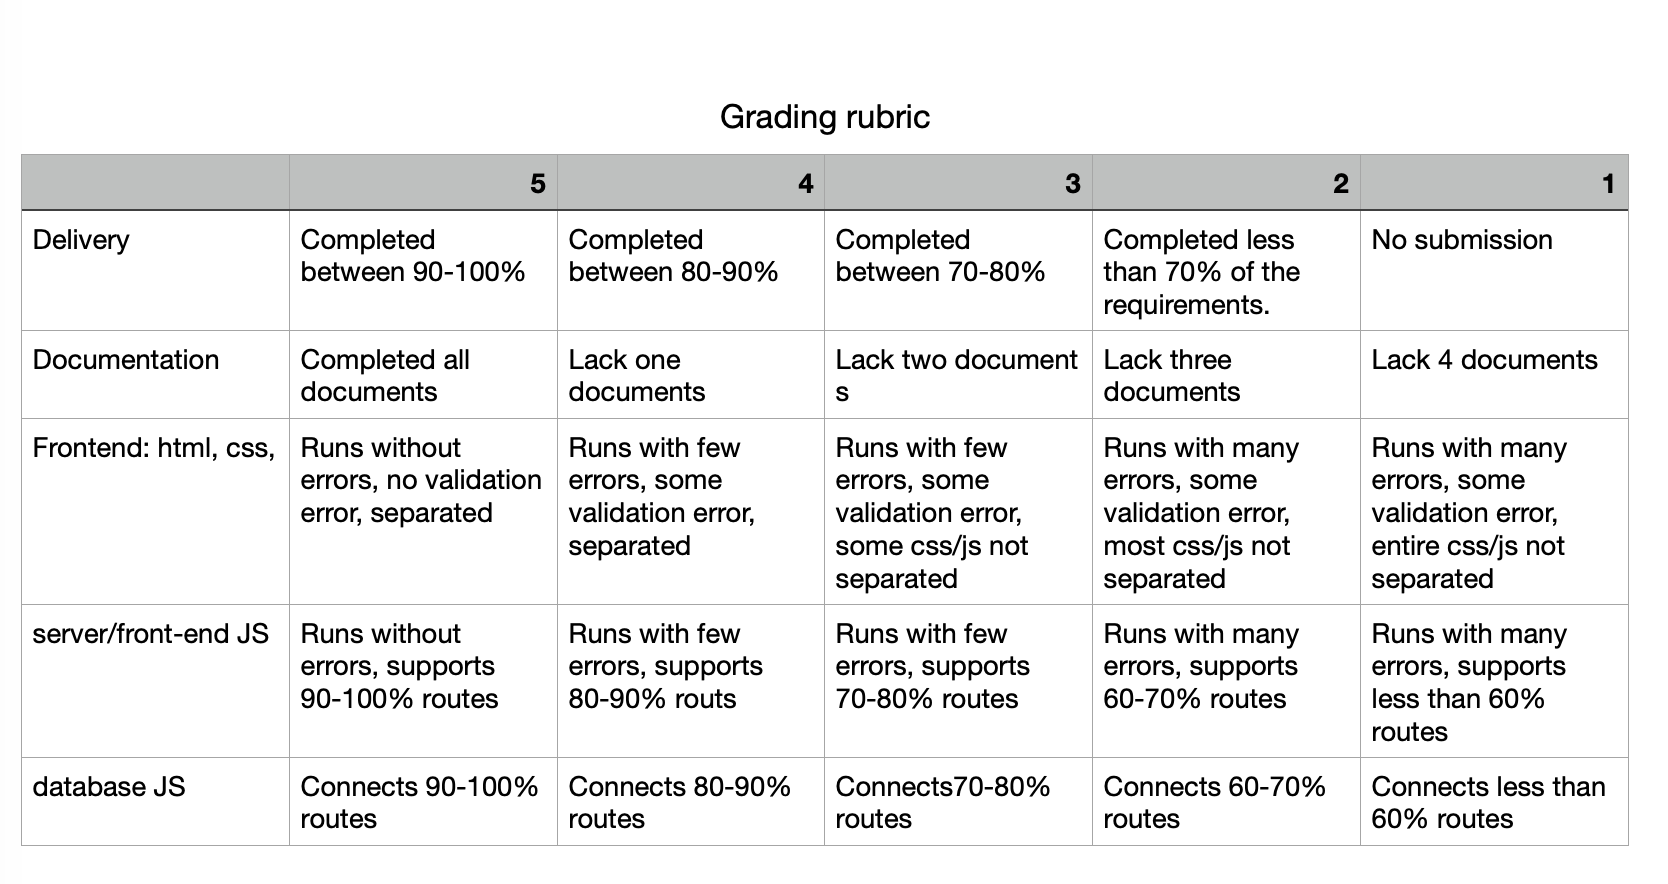 Grading rubric
5 4 3 2 1
Delivery
Completed
between 90-100%
Completed
between 80-90%
Completed
between 70-80%
Completed less
than 70% of the
requirements.
No submission
Documentation
Completed all
documents
Lack one
documents
Lack two document
s
Lack three
documents
Lack 4 documents
Frontend: html, css,
Runs without
errors, no validation
error, separated
Runs with few
errors, some
validation error,
separated
Runs with few
errors, some
validation error,
some css/js not
separated
Runs with many
errors, some
validation error,
most css/js not
separated
Runs with many
errors, some
validation error,
entire css/js not
separated
server/front-end JS
Runs without
errors, supports
90-100% routes
Runs with few
errors, supports
80-90% routs
Runs with few
errors, supports
70-80% routes
Runs with many
errors, supports
60-70% routes
Runs with many
errors, supports
less than 60%
routes
database JS
Connects 90-100%
routes
Connects 80-90%
routes
Connects70-80%
routes
Connects 60-70%
routes
Connects less than
60% routes